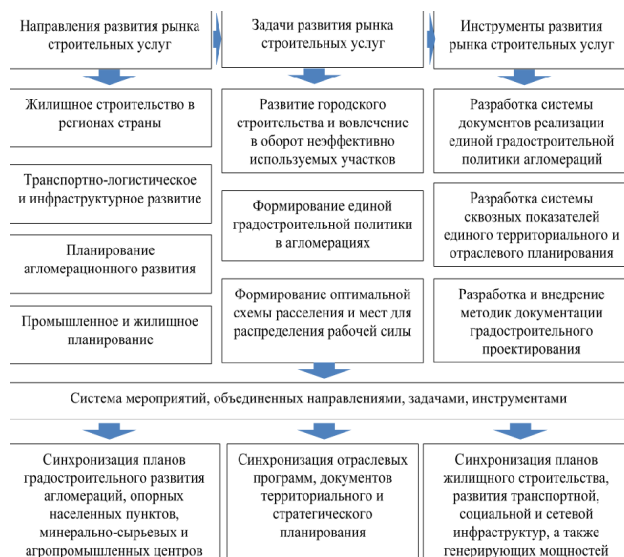 Направления развития рынка
строительных услуг
Задачи развития рынка
строительных услуг
Инструменты развития
рынка строительных услуг
Жилищное строительство в
регионах страны
Транспортно-логистическое
и инфраструктурное развитие
Планирование
агломерационного развития
Промышленное и жилищное
планирование
Развитие городского
строительства и вовлечение
в оборот неэффективно
используемых участков
Формирование единой
градостроительной политики
в агломерациях
Формирование оптимальной
схемы расселения и мест для
распределения рабочей силы
Разработка системы
документов реализации
единой градостроительной
политики агломераций
Разработка системы
сквозных показателей
единого территориального и
отраслевого планирования
Разработка и внедрение
методик документации
градостроительного
проектирования
Система мероприятий, объединенных направлениями, задачами, инструментами
Синхронизация планов
градостроительного развития
агломераций, опорных
населенных пунктов,
минерально-сырьевых и
агропромышленных центров
Синхронизация отраслевых
программ, документов
территориального и
стратегического
планирования
Синхронизация планов
жилищного строительства,
развития транспортной,
социальной и сетевой
инфраструктур, а также
генерирующих мощностей